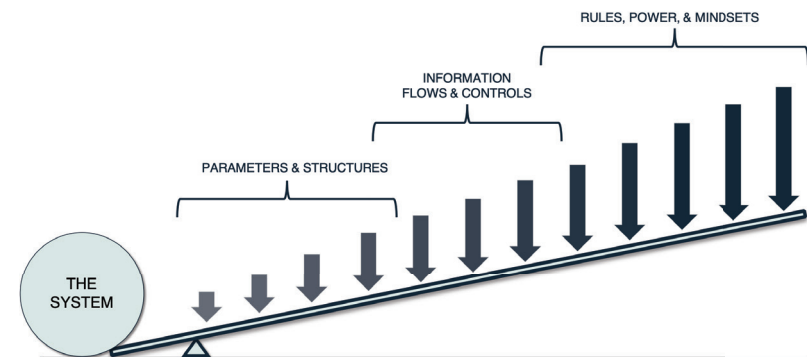 RULES, POWER, & MINDSETS
INFORMATION
FLOWS & CONTROLS
PARAMETERS & STRUCTURES
THE
SYSTEM